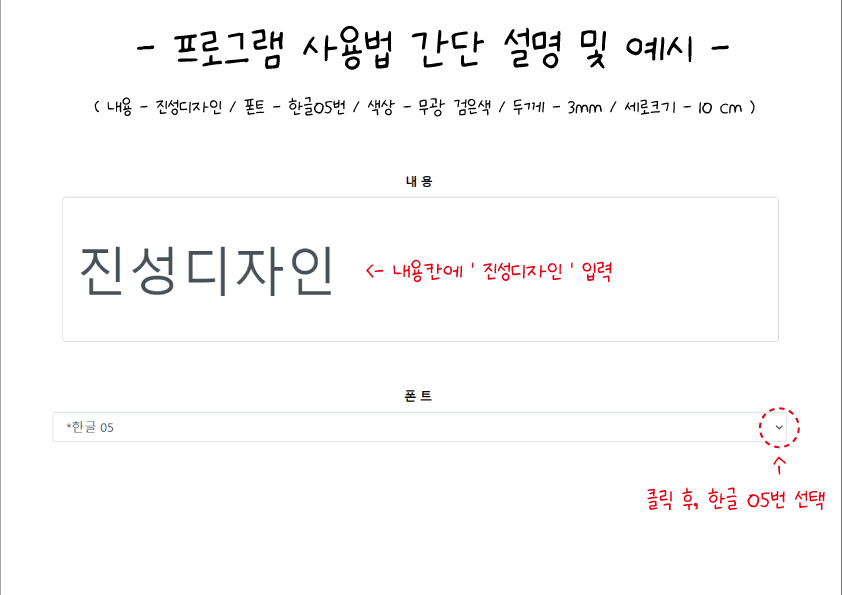 - 프로그램 사용법 간단 설명 및 예시 -
( 내용 - 진성디자인 / 폰트 - 한글05번 / 색상 - 무광 검은색 / 두께 - 3mm / 세로크기 - 10 cm )
내 용
진성디자인 <- 내용칸에 ' 진성디자인 ' 입력
폰 트
*한글 05
클릭 후, 한글 05번 선택